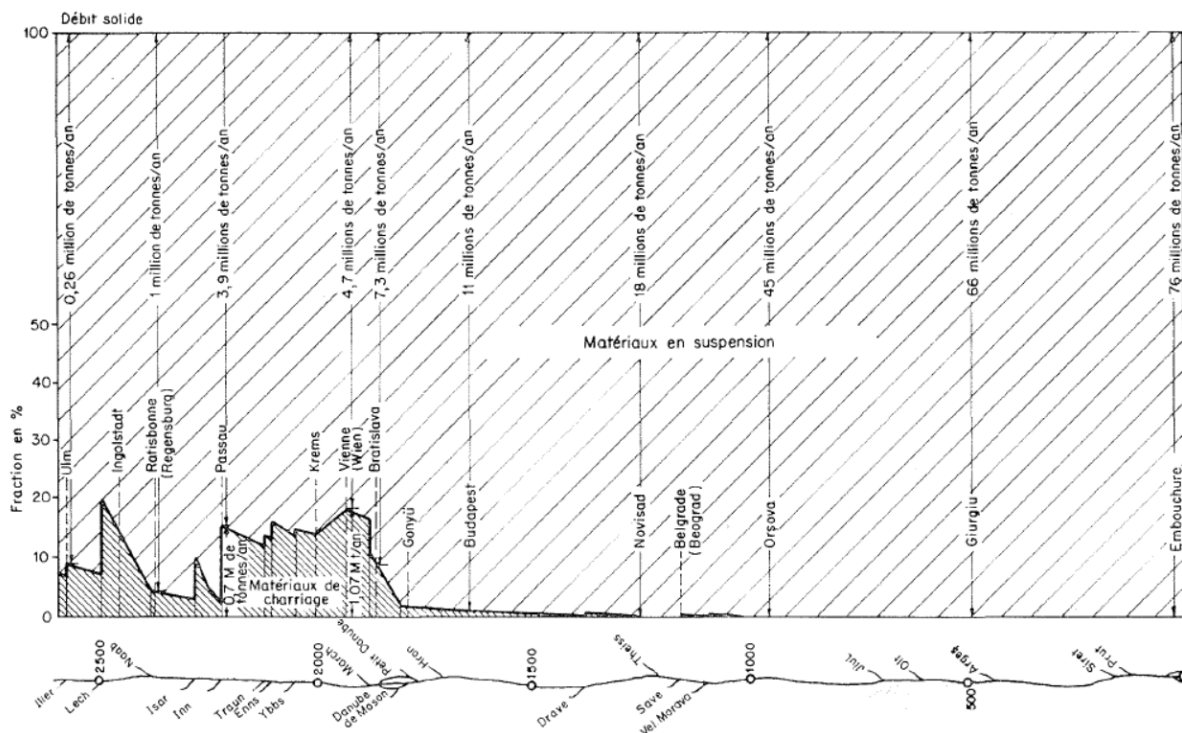 Débit solide
100
50
40
30
20
10
0
Fraction en %
0,26 million de tonnes/an
1 million de tonnes/an
3,9 millions de tonnes/an
4,7 millions de tonnes/an
7,3 millions de tonnes/an
11 millions de tonnes/an
18 millions de tonnes/an
45 millions de tonnes/an
66 millions de tonnes/an
76 millions de tonnes/an
Matériaux en suspension
Ulm
Ingolstadt
Ratisbonne
(Regensburg)
Passau
Krems
Vienne
(Wien)
Bratislava
Gonyü
Budapest
Novisad
Belgrade
(Beograd)
Orsova
Giurgiu
Embouchure
0,7 M de
tonnes/an
Matériaux de
charriage
1,07 M t/an
Iller
Lech
2500
Naab
Isar
Inn
Traun
Enns
Ybbs
2000
March
Danube
de Moson
Petit Danube
Hron
1500
Drave
Theiss
Save
Vel Morava
1000
Jiul
Olt
Argeş
500
Siret
Prut
0